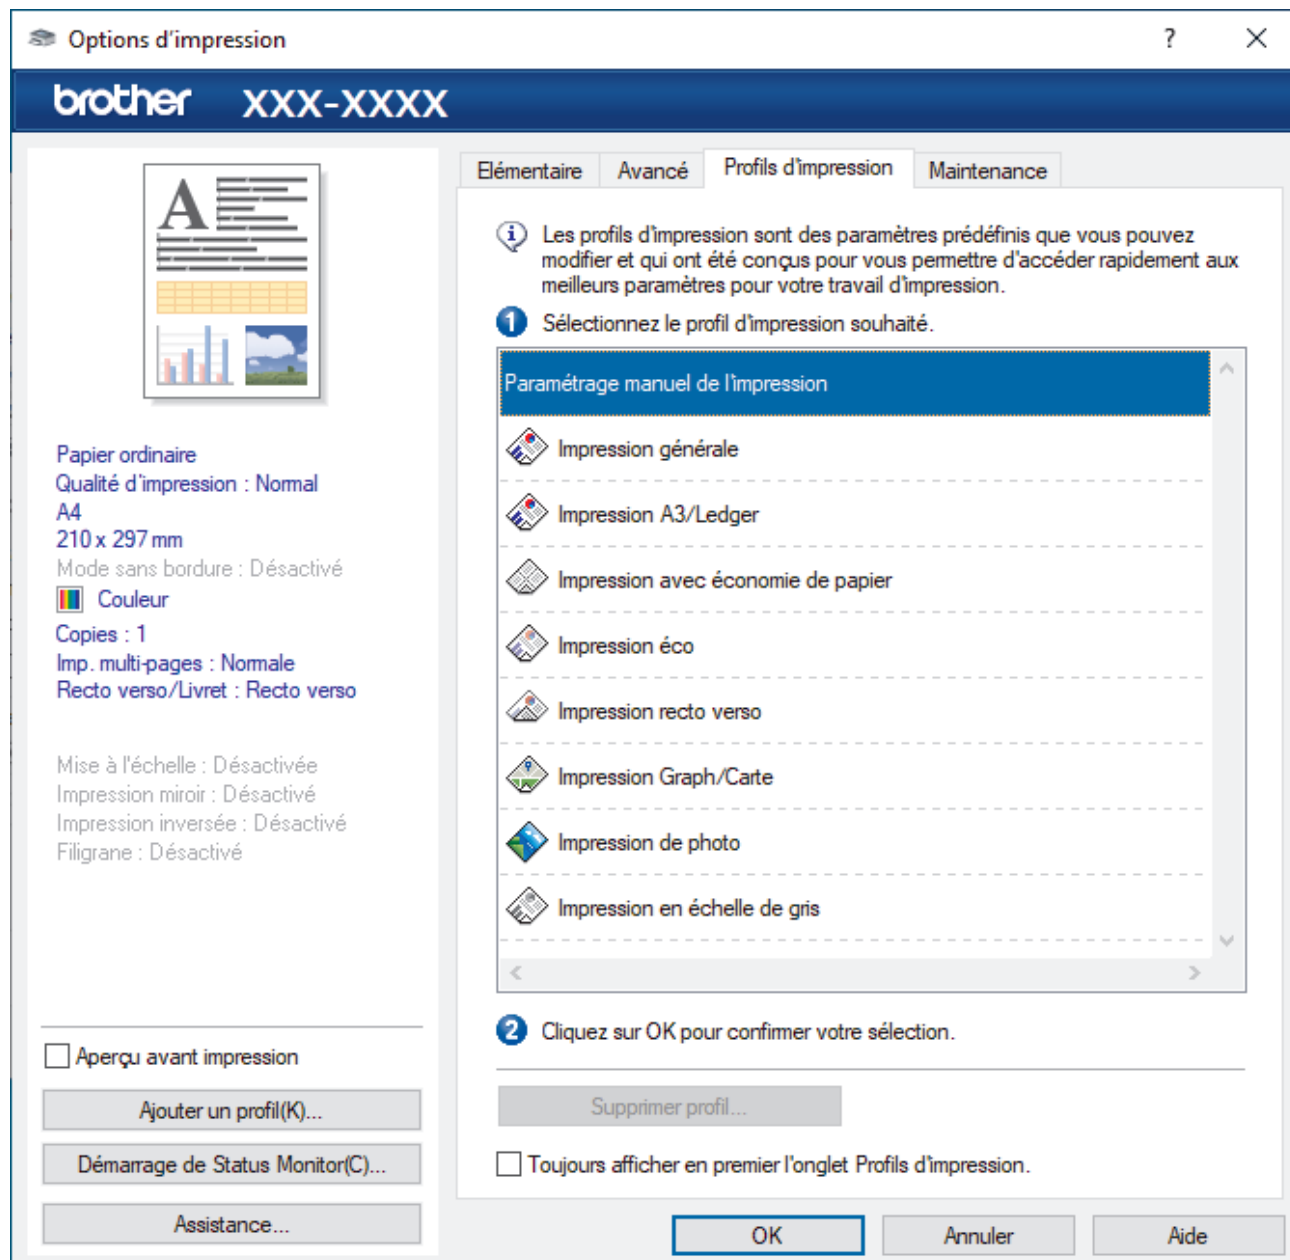 Options d'impression
?
brother XXX-XXXX
A
Papier ordinaire
Qualité d'impression : Normal
A4
210 x 297 mm
Mode sans bordure : Désactivé
Couleur
Copies : 1
Imp. multi-pages : Normale
Recto verso/Livret : Recto verso
Mise à l'échelle : Désactivée
Impression miroir : Désactivé
Impression inversée : Désactivé
Filigrane : Désactivé
Aperçu avant impression
Ajouter un profil(K)...
Démarrage de Status Monitor(C)...
Assistance...
Elémentaire Avancé Profils d'impression Maintenance
Les profils d'impression sont des paramètres prédéfinis que vous pouvez
modifier et qui ont été conçus pour vous permettre d'accéder rapidement aux
meilleurs paramètres pour votre travail d'impression.
1 Sélectionnez le profil d'impression souhaité.
Paramétrage manuel de l'impression
Impression générale
Impression A3/Ledger
Impression avec économie de papier
Impression éco
Impression recto verso
Impression Graph/Carte
Impression de photo
Impression en échelle de gris
2 Cliquez sur OK pour confirmer votre sélection.
Supprimer profil...
Toujours afficher en premier l'onglet Profils d'impression.
OK Annuler Aide